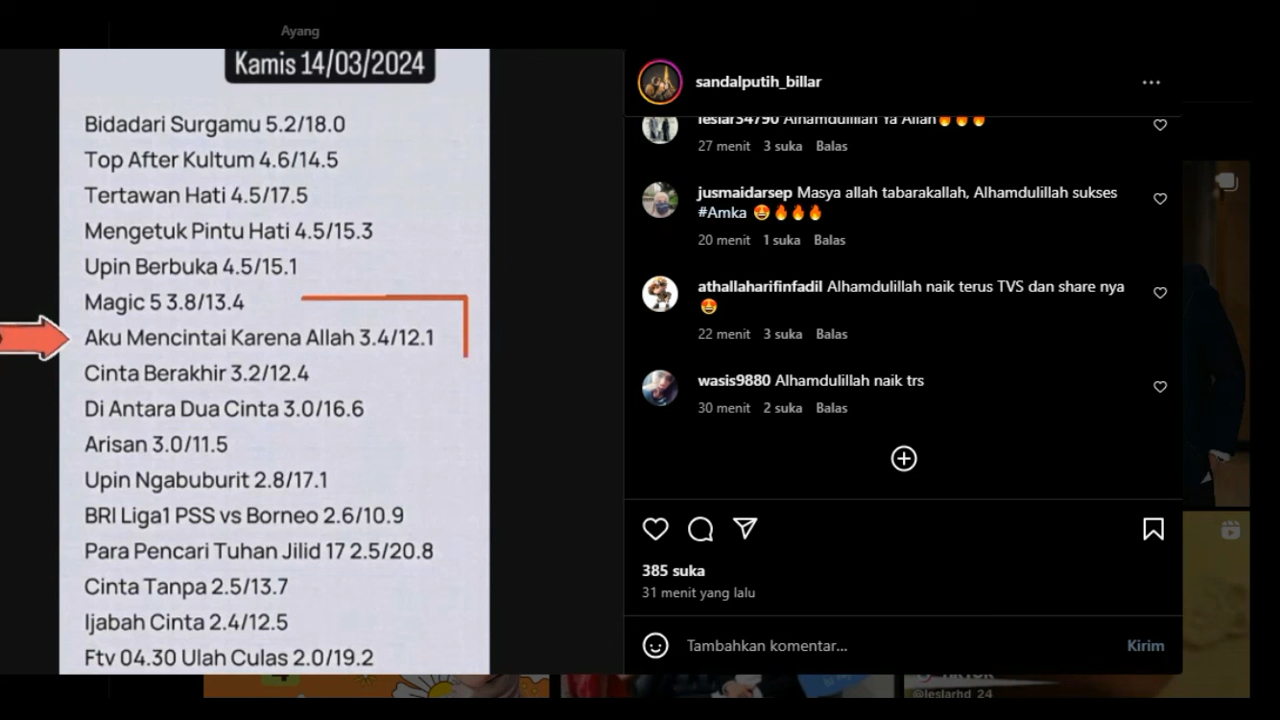 Ayang
Kamis 14/03/2024
Bidadari Surgamu 5.2/18.0
Top After Kultum 4.6/14.5
Tertawan Hati 4.5/17.5
Mengetuk Pintu Hati 4.5/15.3
Upin Berbuka 4.5/15.1
Magic 5 3.8/13.4
Aku Mencintai Karena Allah 3.4/12.1
Cinta Berakhir 3.2/12.4
Di Antara Dua Cinta 3.0/16.6
Arisan 3.0/11.5
Upin Ngabuburit 2.8/17.1
BRI Liga1 PSS vs Borneo 2.6/10.9
Para Pencari Tuhan Jilid 17 2.5/20.8
Cinta Tanpa 2.5/13.7
Ijabah Cinta 2.4/12.5
Ftv 04.30 Ulah Culas 2.0/19.2
sandalputih_billar
leslar34790 Alhamdulillah Ya Allah🔥🔥🔥
27 menit 3 suka Balas
jusmaidarsep Masya allah tabarakallah, Alhamdulillah sukses
#Amka 😍🔥🔥🔥
20 menit 1 suka Balas
athallaharifinfadil Alhamdulillah naik terus TVS dan share nya
😍
22 menit 3 suka Balas
wasis9880 Alhamdulillah naik trs
30 menit 2 suka Balas
385 suka
31 menit yang lalu
Tambahkan komentar...
Kirim
@leslarhd_24